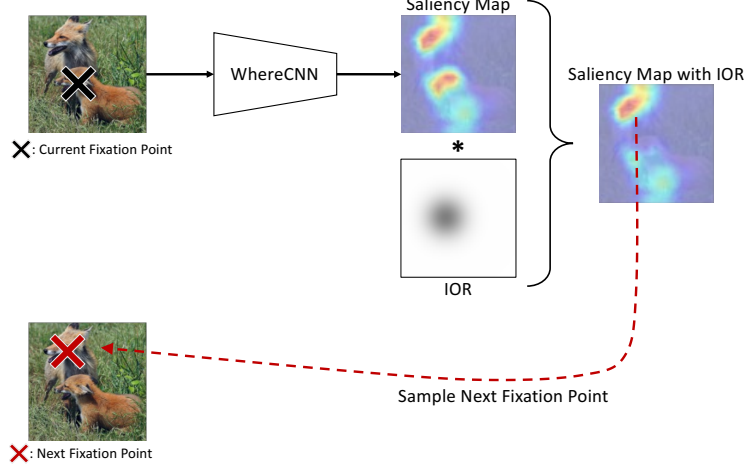 Saliency Map
WhereCNN
Saliency Map with IOR
: Current Fixation Point
*
IOR
Sample Next Fixation Point
: Next Fixation Point